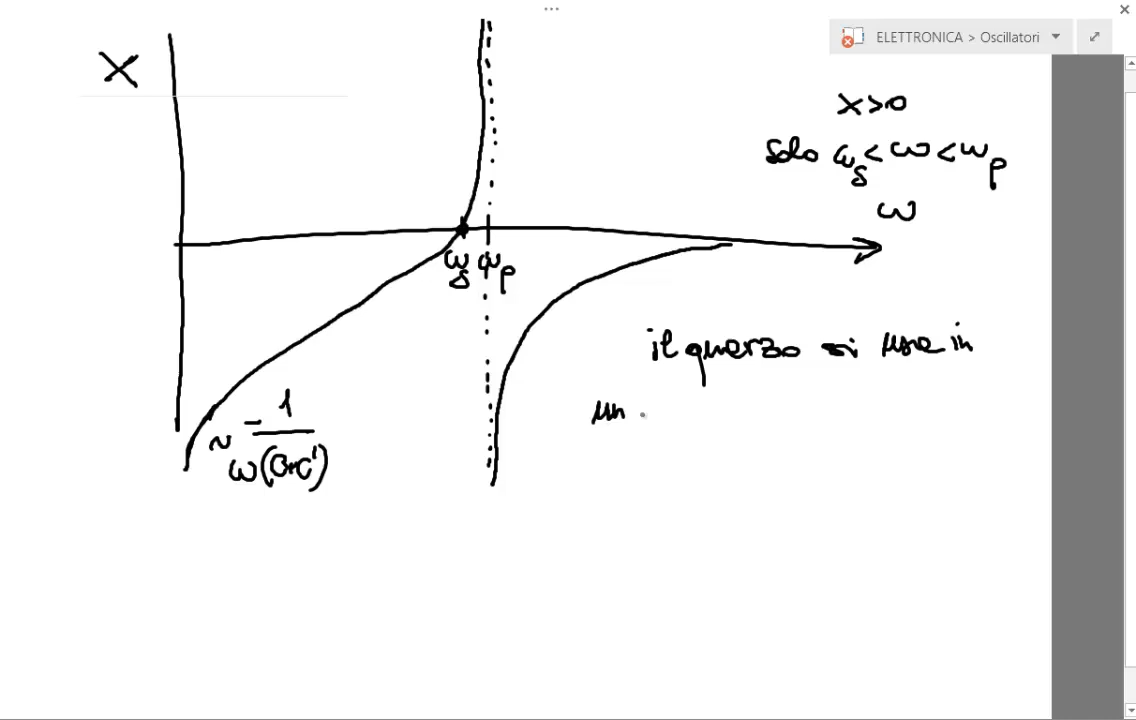 ELETTRONICA > Oscillatori
X
x>0
solo ωs < ω < ωp
ω
ωs ωp
il quarzo si usa in
un
~ - 1
ω(C+C')